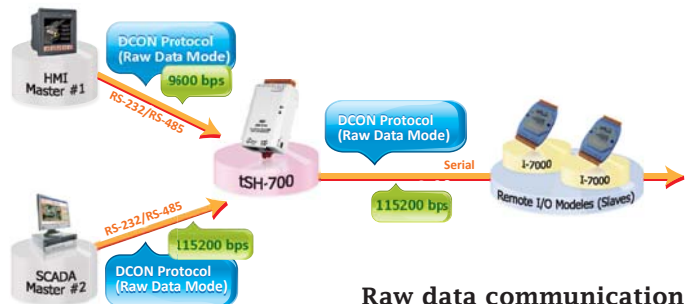 DCON Protocol
(Raw Data Mode)
9600 bps
HMI
Master #1
RS-232/RS-485
DCON Protocol
(Raw Data Mode)
tSH-700
Serial
115200 bps
I-7000
I-7000
Remote I/O Modeles (Slaves)
RS-232/RS-485
115200 bps
SCADA
Master #2
DCON Protocol
(Raw Data Mode)
Raw data communication